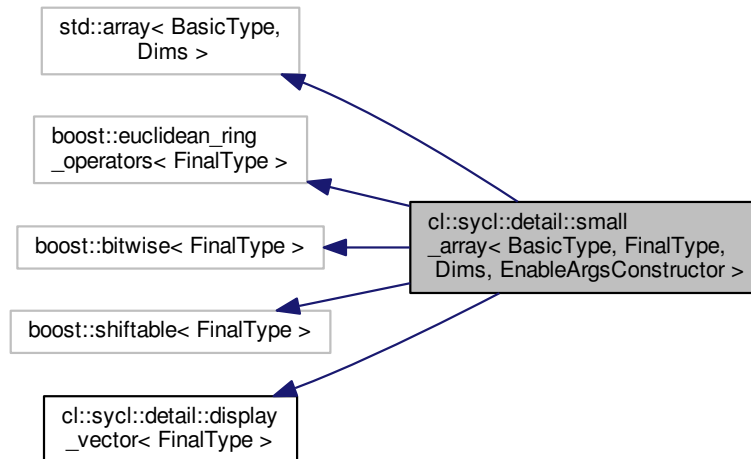 std::array< BasicType,
Dims >
boost::euclidean_ring
_operators< FinalType >
boost::bitwise< FinalType >
boost::shiftable< FinalType >
cl::sycl::detail::display
_vector< FinalType >
cl::sycl::detail::small
_array< BasicType, FinalType,
Dims, EnableArgsConstructor >